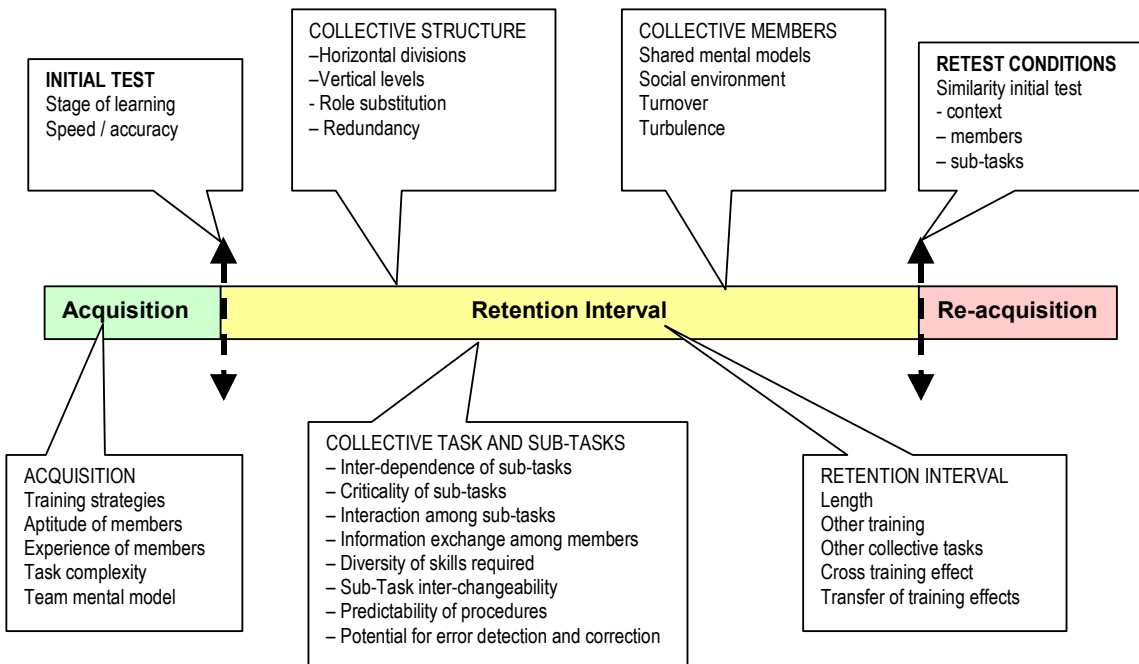 INITIAL TEST
Stage of learning
Speed / accuracy
COLLECTIVE STRUCTURE
–Horizontal divisions
–Vertical levels
- Role substitution
– Redundancy
COLLECTIVE MEMBERS
Shared mental models
Social environment
Turnover
Turbulence
RETEST CONDITIONS
Similarity initial test
- context
– members
– sub-tasks
Acquisition
Retention Interval
Re-acquisition
ACQUISITION
Training strategies
Aptitude of members
Experience of members
Task complexity
Team mental model
COLLECTIVE TASK AND SUB-TASKS
– Inter-dependence of sub-tasks
– Criticality of sub-tasks
– Interaction among sub-tasks
– Information exchange among members
– Diversity of skills required
– Sub-Task inter-changeability
– Predictability of procedures
– Potential for error detection and correction
RETENTION INTERVAL
Length
Other training
Other collective tasks
Cross training effect
Transfer of training effects